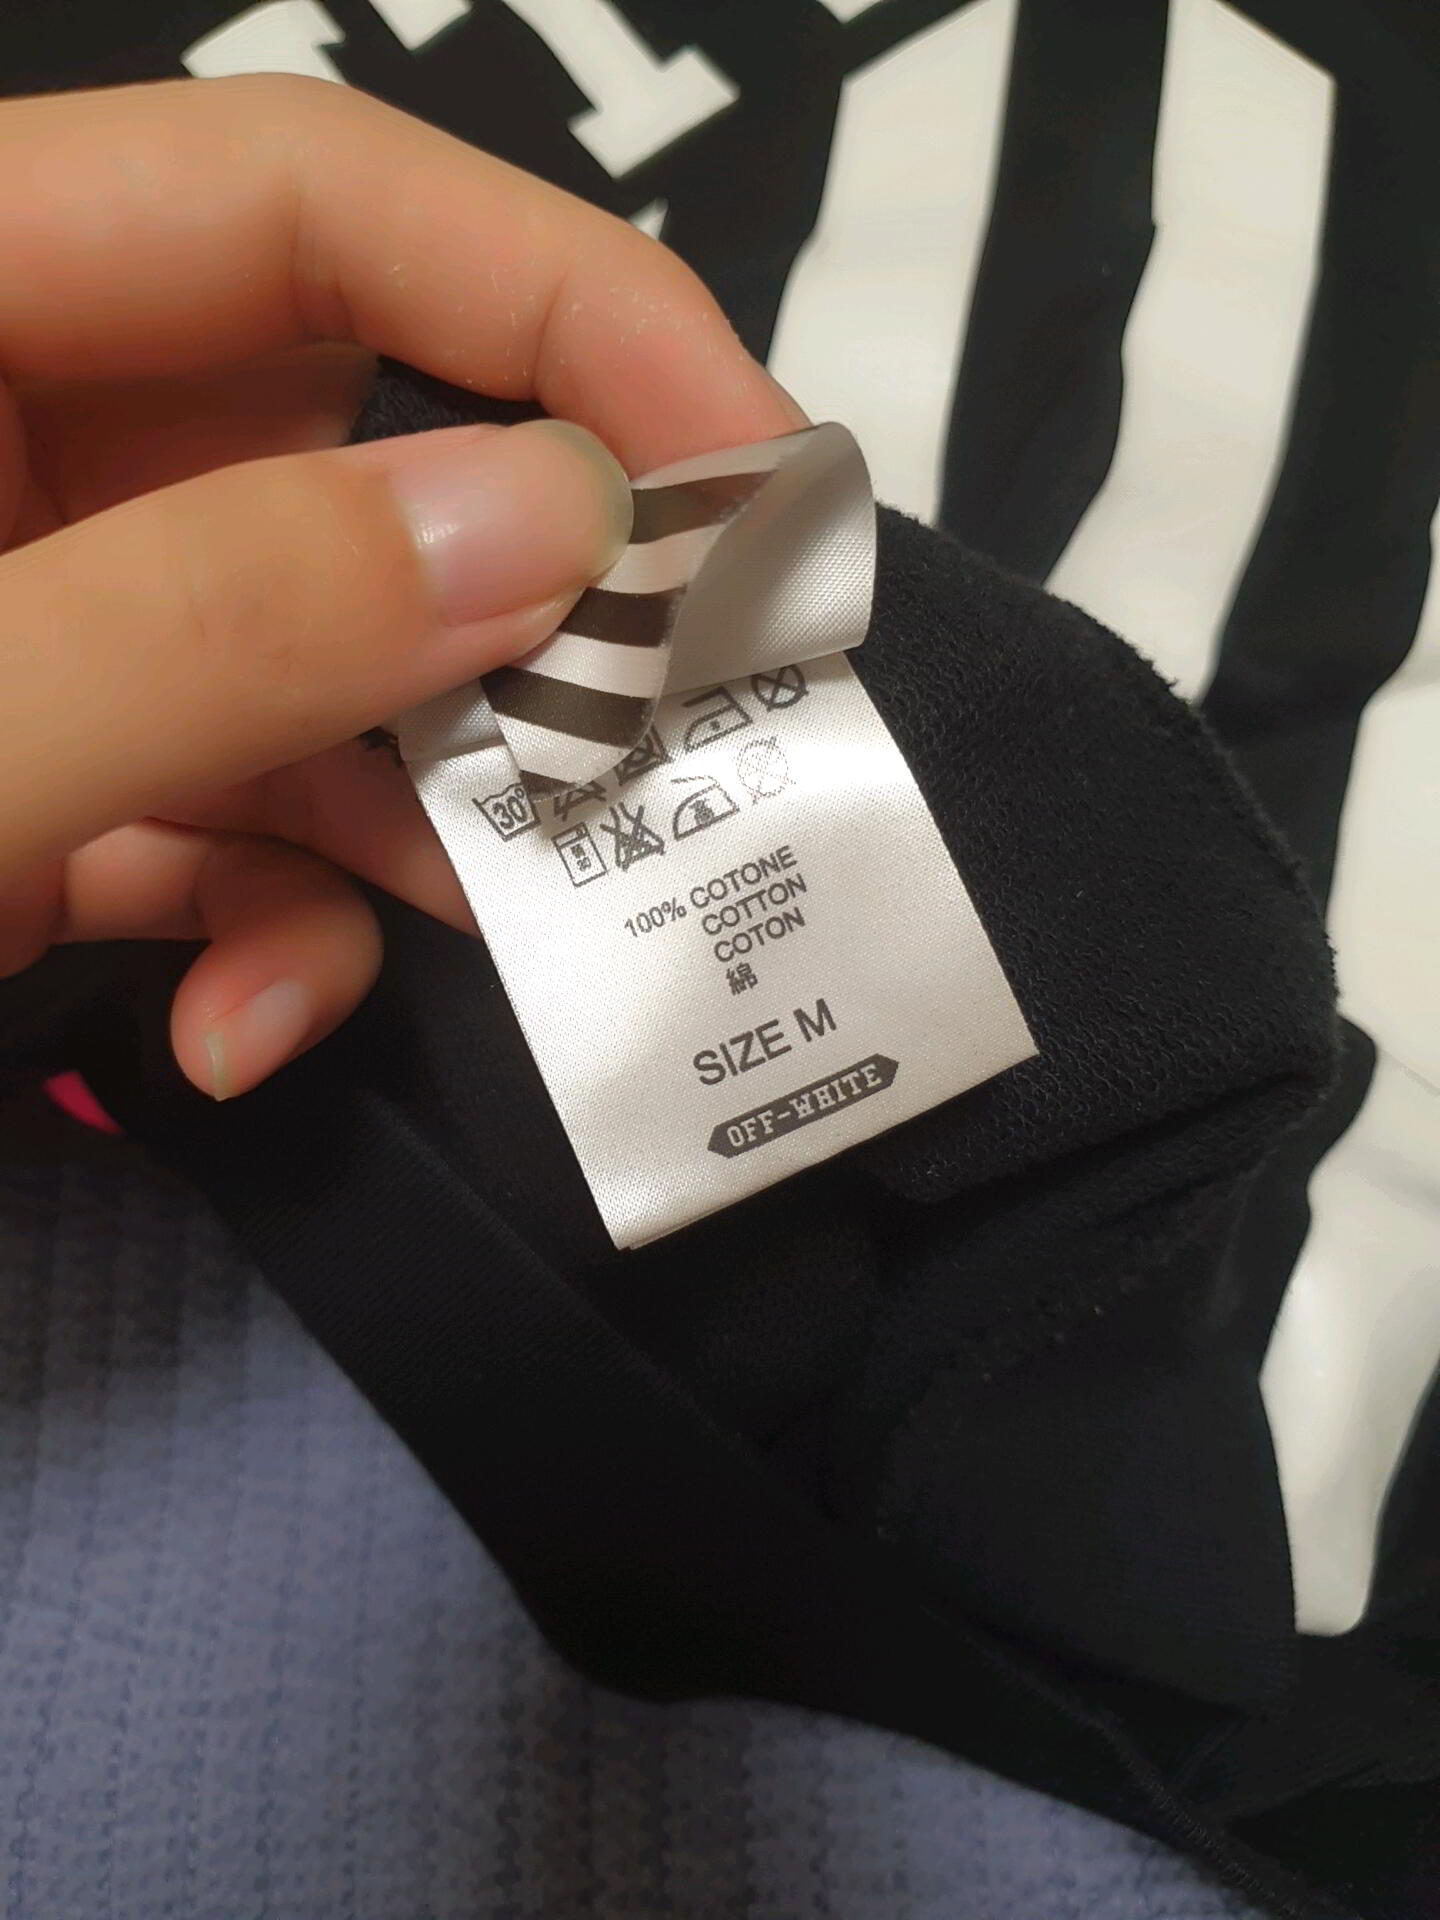 30°
100% COTONE
COTTON
COTON
綿
SIZE M
OFF-WHITE